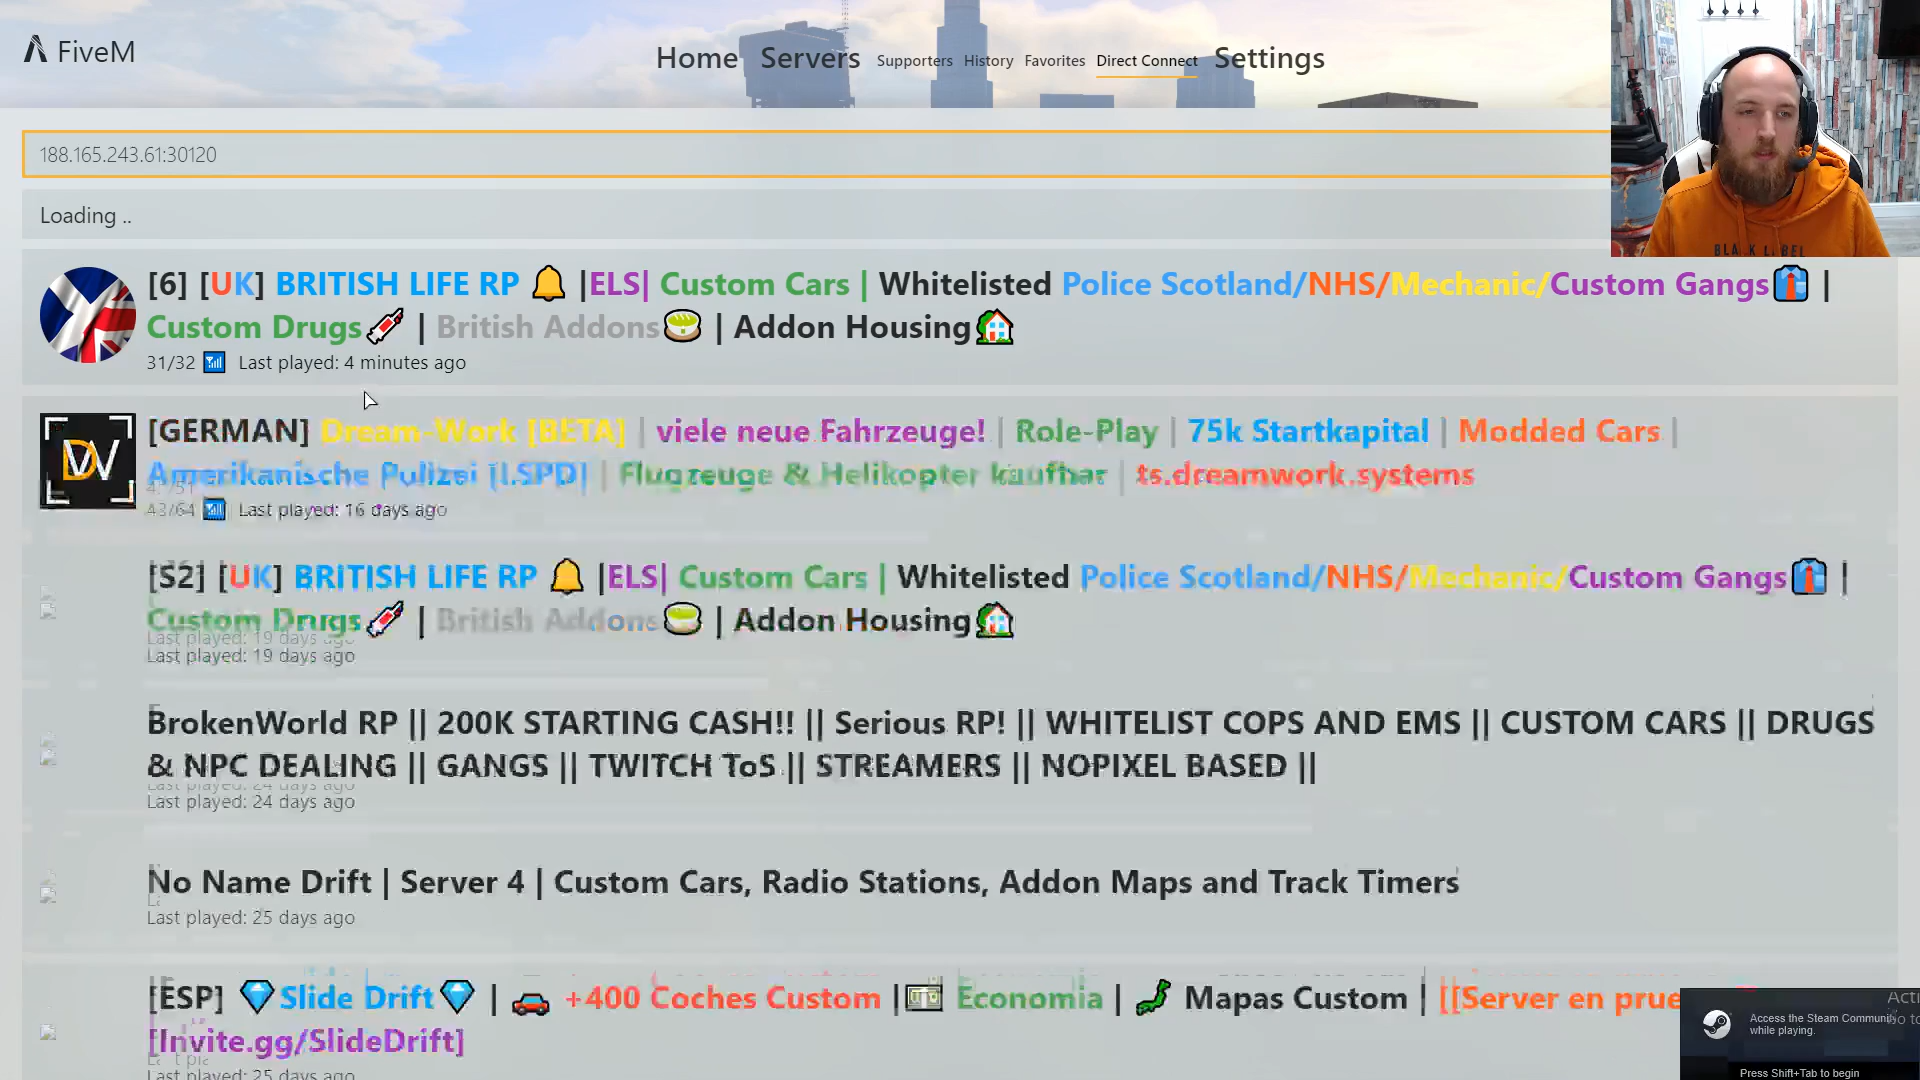 FiveM
Home Servers Supporters History Favorites Direct Connect Settings
188.165.243.61:30120
Loading ..
[6] [UK] BRITISH LIFE RP 🔔 |ELS| Custom Cars | Whitelisted Police Scotland/NHS/Mechanic/Custom Gangs👔 |
Custom Drugs💉 | British Addons🍵 | Addon Housing🏠
31/32 📶 Last played: 4 minutes ago
[GERMAN] Dream-Work [BETA] | viele neue Fahrzeuge! | Role-Play | 75k Startkapital | Modded Cars |
Amerikanische Polizei [LSPD] | Flugzeuge & Helikopter kaufbar | ts.dreamwork.systems
43/64 📶 Last played: 16 days ago
[S2] [UK] BRITISH LIFE RP 🔔 |ELS| Custom Cars | Whitelisted Police Scotland/NHS/Mechanic/Custom Gangs👔 |
Custom Drugs💉 | British Addons🍵 | Addon Housing🏠
Last played: 19 days ago
BrokenWorld RP || 200K STARTING CASH!! || Serious RP! || WHITELIST COPS AND EMS || CUSTOM CARS || DRUGS
& NPC DEALING || GANGS || TWITCH ToS || STREAMERS || NOPIXEL BASED ||
Last played: 24 days ago
No Name Drift | Server 4 | Custom Cars, Radio Stations, Addon Maps and Track Timers
Last played: 25 days ago
[ESP] 💎Slide Drift💎 | 🚗 +400 Coches Custom |💵 Economia | 🗾 Mapas Custom | [[Server en prue
[Invite.gg/SlideDrift]
Last played: 25 days ago
BLACK LABEL
Access the Steam Communit
while playing.
Press Shift+Tab to begin